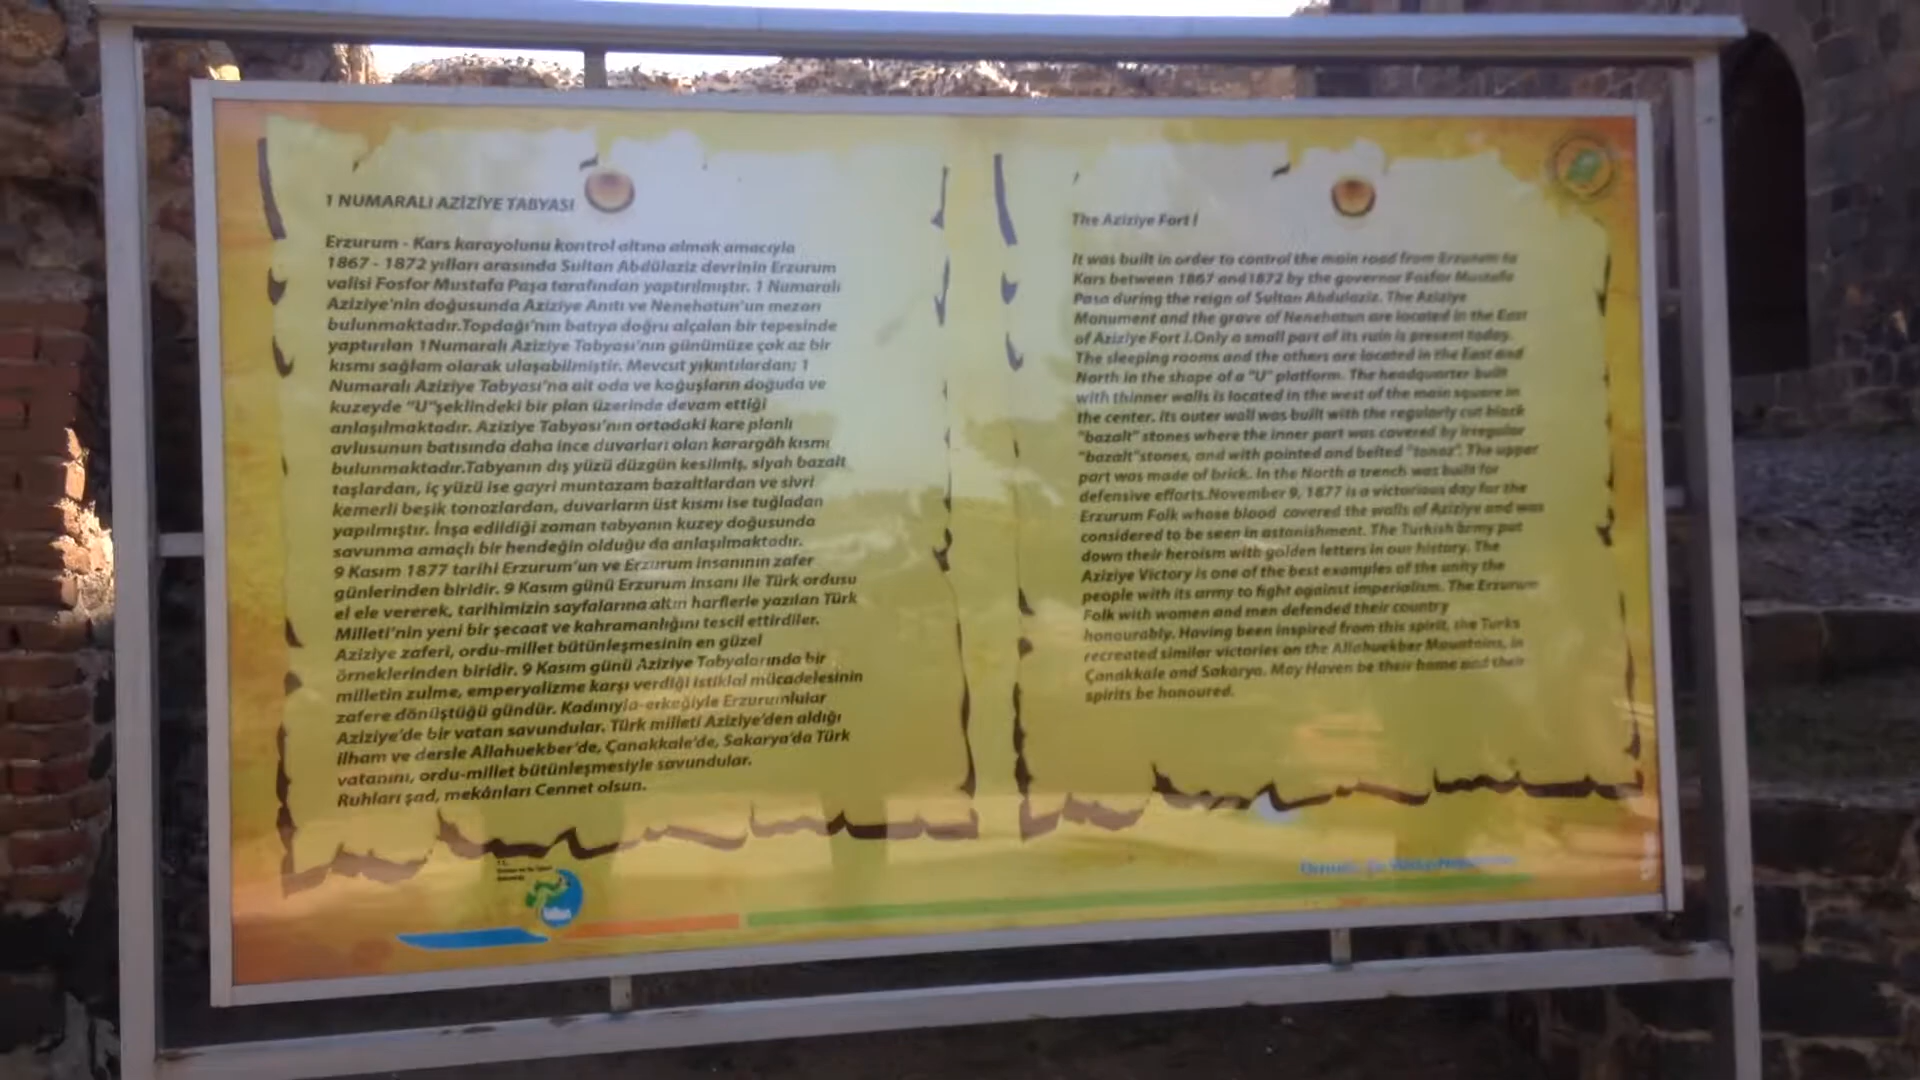 1 NUMARALI AZİZİYE TABYASI
Erzurum - Kars karayolunu kontrol altına almak amacıyla
1867 - 1872 yılları arasında Sultan Abdülaziz devrinin Erzurum
valisi Fosfor Mustafa Paşa tarafından yaptırılmıştır. 1 Numaralı
Aziziye'nin doğusunda Aziziye Anıtı ve Nenehatun'un mezarı
bulunmaktadır.Topdağı'nın batıya doğru alçalan bir tepesinde
yaptırılan 1Numaralı Aziziye Tabyası'nın günümüze çok az bir
kısmı sağlam olarak ulaşabilmiştir. Mevcut yıkıntılardan; 1
Numaralı Aziziye Tabyası'na ait oda ve koğuşların doğuda ve
kuzeyde "U"şeklindeki bir plan üzerinde devam ettiği
anlaşılmaktadır. Aziziye Tabyası'nın ortadaki kare planlı
avlusunun batısında daha ince duvarları olan karargâh kısmı
bulunmaktadır.Tabyanın dış yüzü düzgün kesilmiş, siyah bazalt
taşlardan, iç yüzü ise gayri muntazam bazaltlardan ve sivri
kemerli beşik tonozlardan, duvarların üst kısmı ise tuğladan
yapılmıştır. İnşa edildiği zaman tabyanın kuzey doğusunda
savunma amaçlı bir hendeğin olduğu da anlaşılmaktadır.
9 Kasım 1877 tarihi Erzurum'un ve Erzurum insanının zafer
günlerinden biridir. 9 Kasım günü Erzurum insanı ile Türk ordusu
el ele vererek, tarihimizin sayfalarına altın harflerle yazılan Türk
Milleti'nin yeni bir şecaat ve kahramanlığını tescil ettirdiler.
Aziziye zaferi, ordu-millet bütünleşmesinin en güzel
örneklerinden biridir. 9 Kasım günü Aziziye Tabyalarında bir
milletin zulme, emperyalizme karşı verdiği istiklal mücadelesinin
zafere dönüştüğü gündür. Kadınıyla-erkeğiyle Erzurumlular
Aziziye'de bir vatan savundular. Türk milleti Aziziye'den aldığı
ilham ve dersle Allahuekber'de, Çanakkale'de, Sakarya'da Türk
vatanını, ordu-millet bütünleşmesiyle savundular.
Ruhları şad, mekânları Cennet olsun.
The Aziziye Fort İ
It was built in order to control the main road from Erzurum to
Kars between 1867 and1872 by the governor Fosfor Mustafa
Pasa during the reign of Sultan Abdulaziz. The Aziziye
Monument and the grave of Nenehatun are located in the East
of Aziziye Fort İ.Only a small part of its ruin is present today.
The sleeping rooms and the others are located in the East and
North in the shape of a "U" platform. The headquarter built
with thinner walls is located in the west of the main square in
the center. Its outer wall was built with the regularly cut black
"bazalt" stones where the inner part was covered by irregular
"bazalt"stones, and with pointed and belted "tonoz". The upper
part was made of brick. In the North a trench was built for
defensive efforts.November 9, 1877 is a victorious day for the
Erzurum Folk whose blood covered the walls of Aziziye and was
considered to be seen in astonishment. The Turkish army put
down their heroism with golden letters in our history. The
Aziziye Victory is one of the best examples of the unity the
people with its army to fight against imperialism. The Erzurum
Folk with women and men defended their country
honourably. Having been inspired from this spirit, the Turks
recreated similar victories on the Allahuekber Mountains, in
Çanakkale and Sakarya. May Haven be their home and their
spirits be honoured.